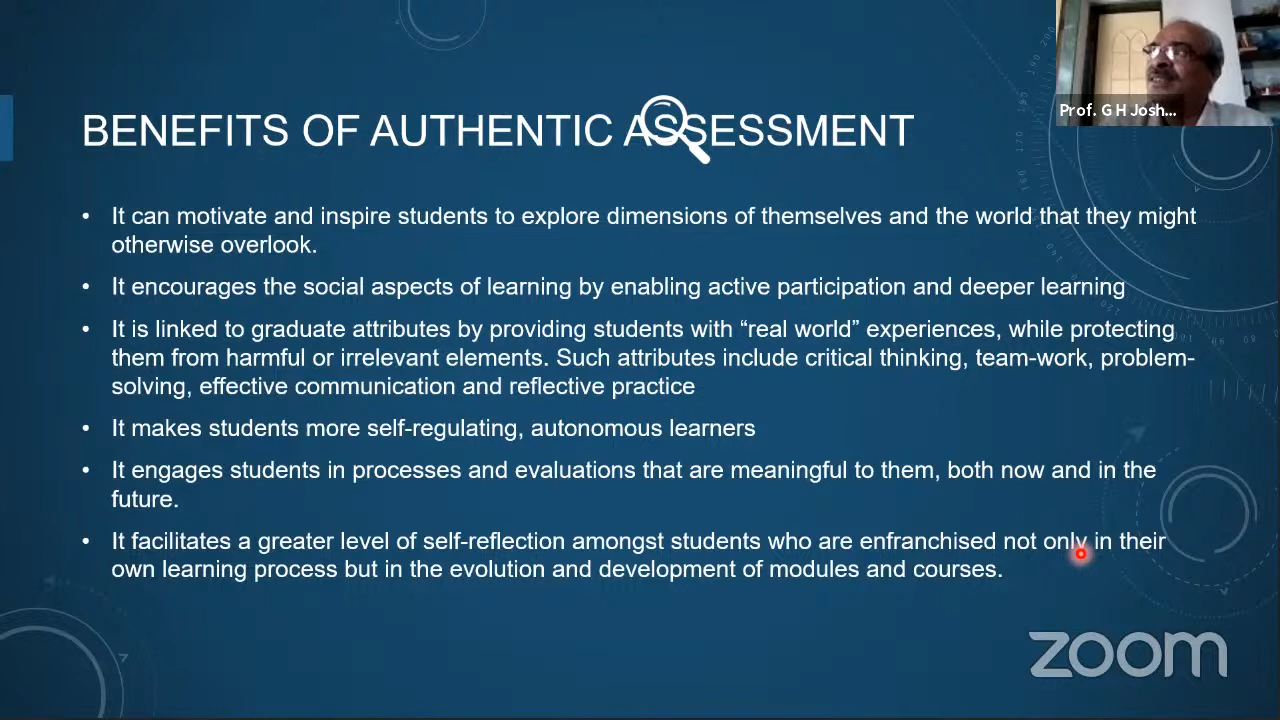 BENEFITS OF AUTHENTIC ASSESSMENT
Prof. G H Josh...
• It can motivate and inspire students to explore dimensions of themselves and the world that they might
otherwise overlook.
• It encourages the social aspects of learning by enabling active participation and deeper learning
• It is linked to graduate attributes by providing students with “real world” experiences, while protecting
them from harmful or irrelevant elements. Such attributes include critical thinking, team-work, problem-
solving, effective communication and reflective practice
• It makes students more self-regulating, autonomous learners
• It engages students in processes and evaluations that are meaningful to them, both now and in the
future.
• It facilitates a greater level of self-reflection amongst students who are enfranchised not only in their
own learning process but in the evolution and development of modules and courses.
zoom